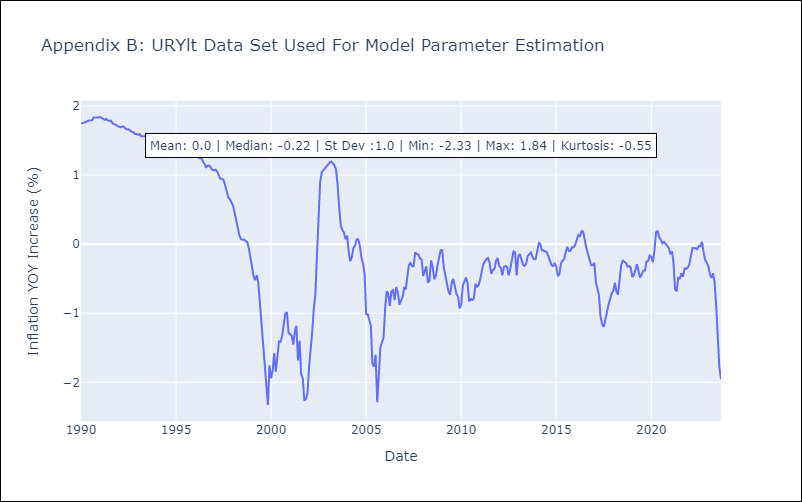 Appendix B: URYlt Data Set Used For Model Parameter Estimation
2
Mean: 0.0 | Median: -0.22 | St Dev :1.0 | Min: -2.33 | Max: 1.84 | Kurtosis: -0.55
1
0
−1
−2
Inflation YOY Increase (%)
1990 1995 2000 2005 2010 2015 2020
Date